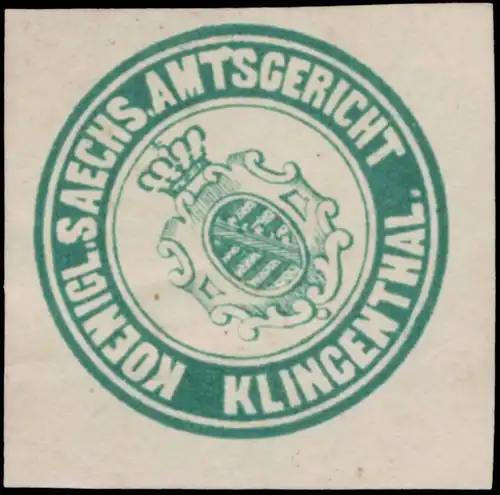 KOENIGL. SAECHS. AMTSGERICHT
KLINGENTHAL.